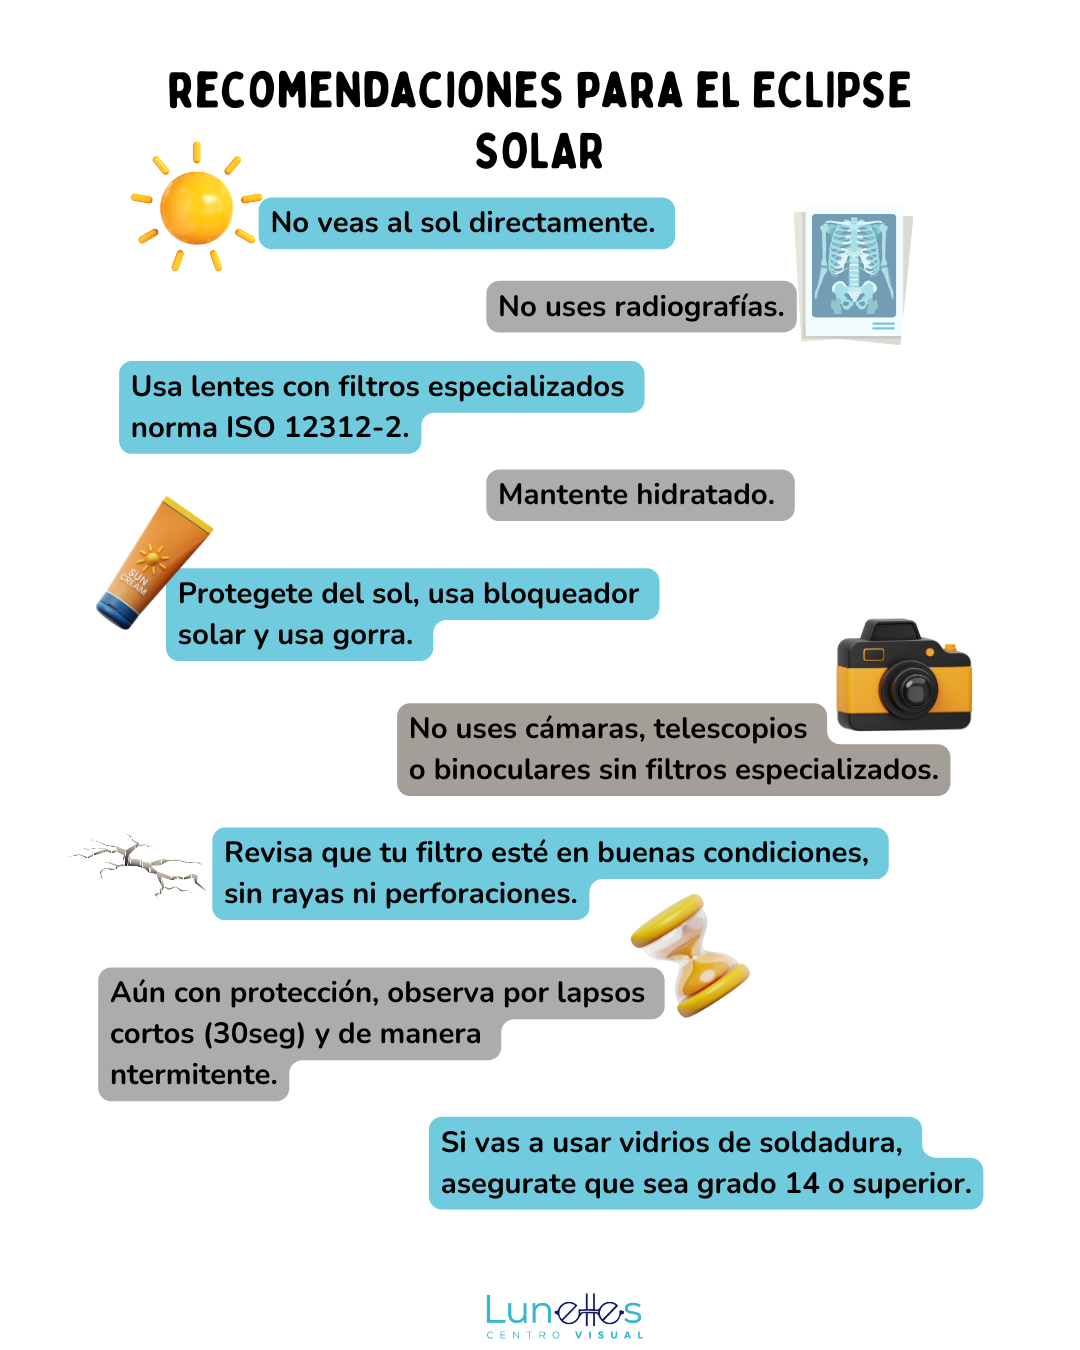 RECOMENDACIONES PARA EL ECLIPSE
SOLAR
No veas al sol directamente.
No uses radiografías.
Usa lentes con filtros especializados
norma ISO 12312-2.
Mantente hidratado.
SUN
CREAM
Protegete del sol, usa bloqueador
solar y usa gorra.
No uses cámaras, telescopios
o binoculares sin filtros especializados.
Revisa que tu filtro esté en buenas condiciones,
sin rayas ni perforaciones.
Aún con protección, observa por lapsos
cortos (30seg) y de manera
ntermitente.
Si vas a usar vidrios de soldadura,
asegurate que sea grado 14 o superior.
Lunettes
CENTRO VISUAL